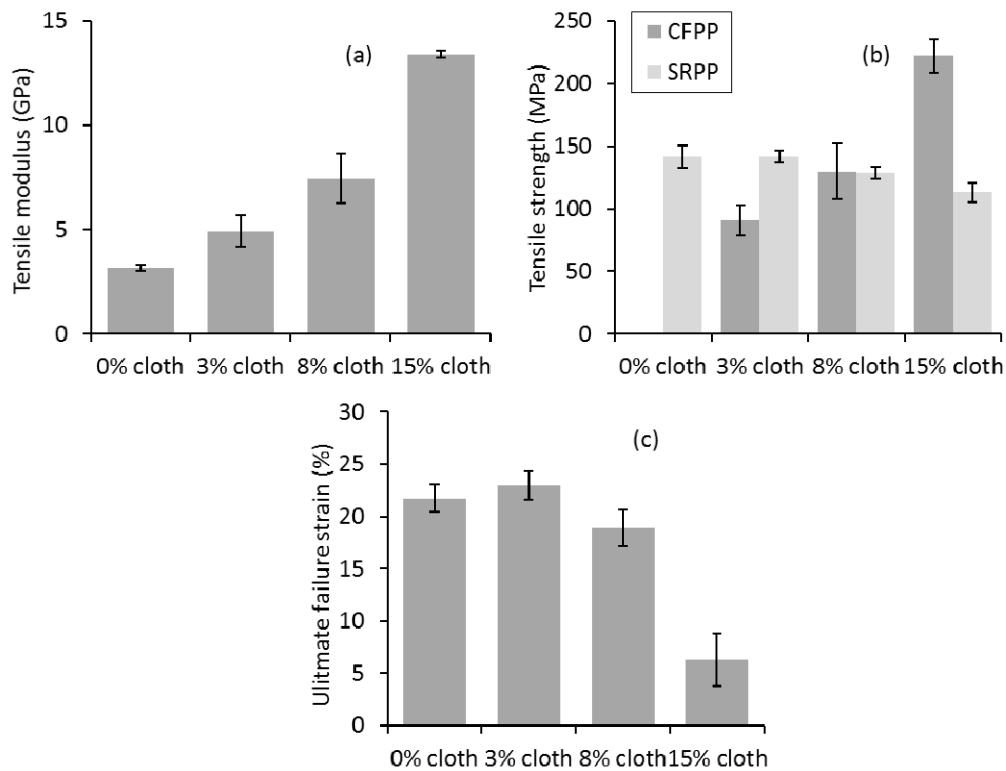 Tensile modulus (GPa)
15
10
5
0
(a)
0% cloth 3% cloth 8% cloth 15% cloth
Tensile strength (MPa)
250
200
150
100
50
0
CFPP
SRPP
(b)
0% cloth 3% cloth 8% cloth 15% cloth
Ulitmate failure strain (%)
30
25
20
15
10
5
0
(c)
0% cloth 3% cloth 8% cloth 15% cloth